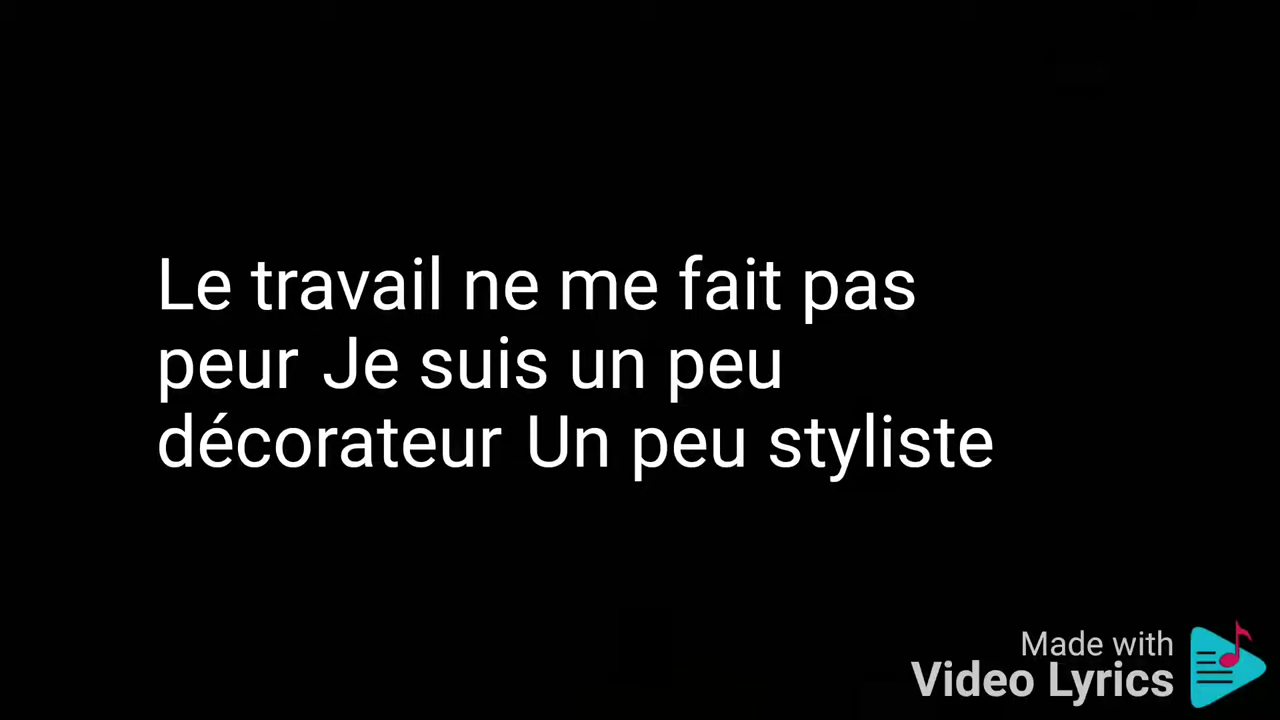 Le travail ne me fait pas
peur Je suis un peu
décorateur Un peu styliste
Made with
Video Lyrics